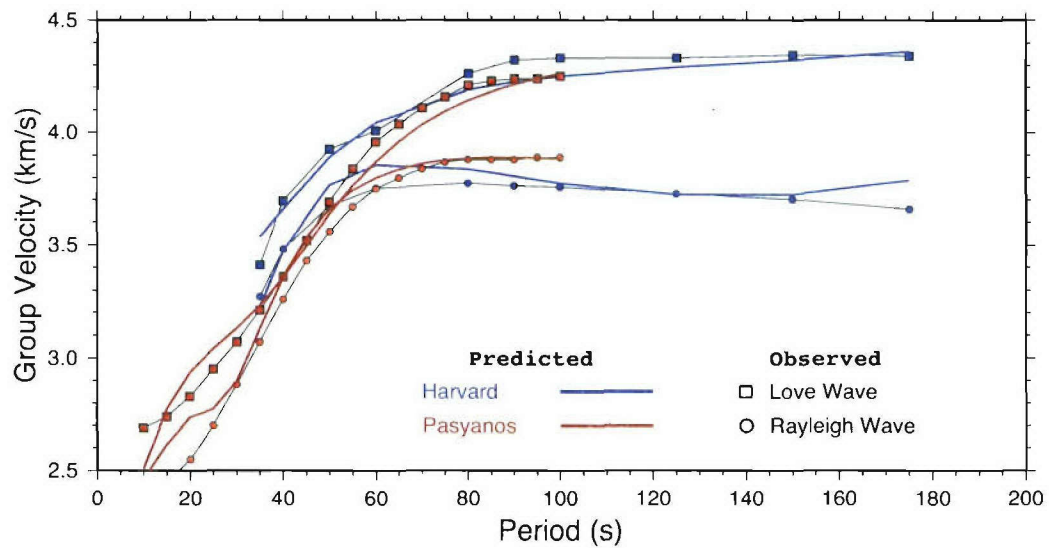 4.5
4.0
3.5
3.0
2.5
Group Velocity (km/s)
Predicted Observed
Harvard Love Wave
Pasyanos Rayleigh Wave
0 20 40 60 80 100 120 140 160 180 200
Period (s)